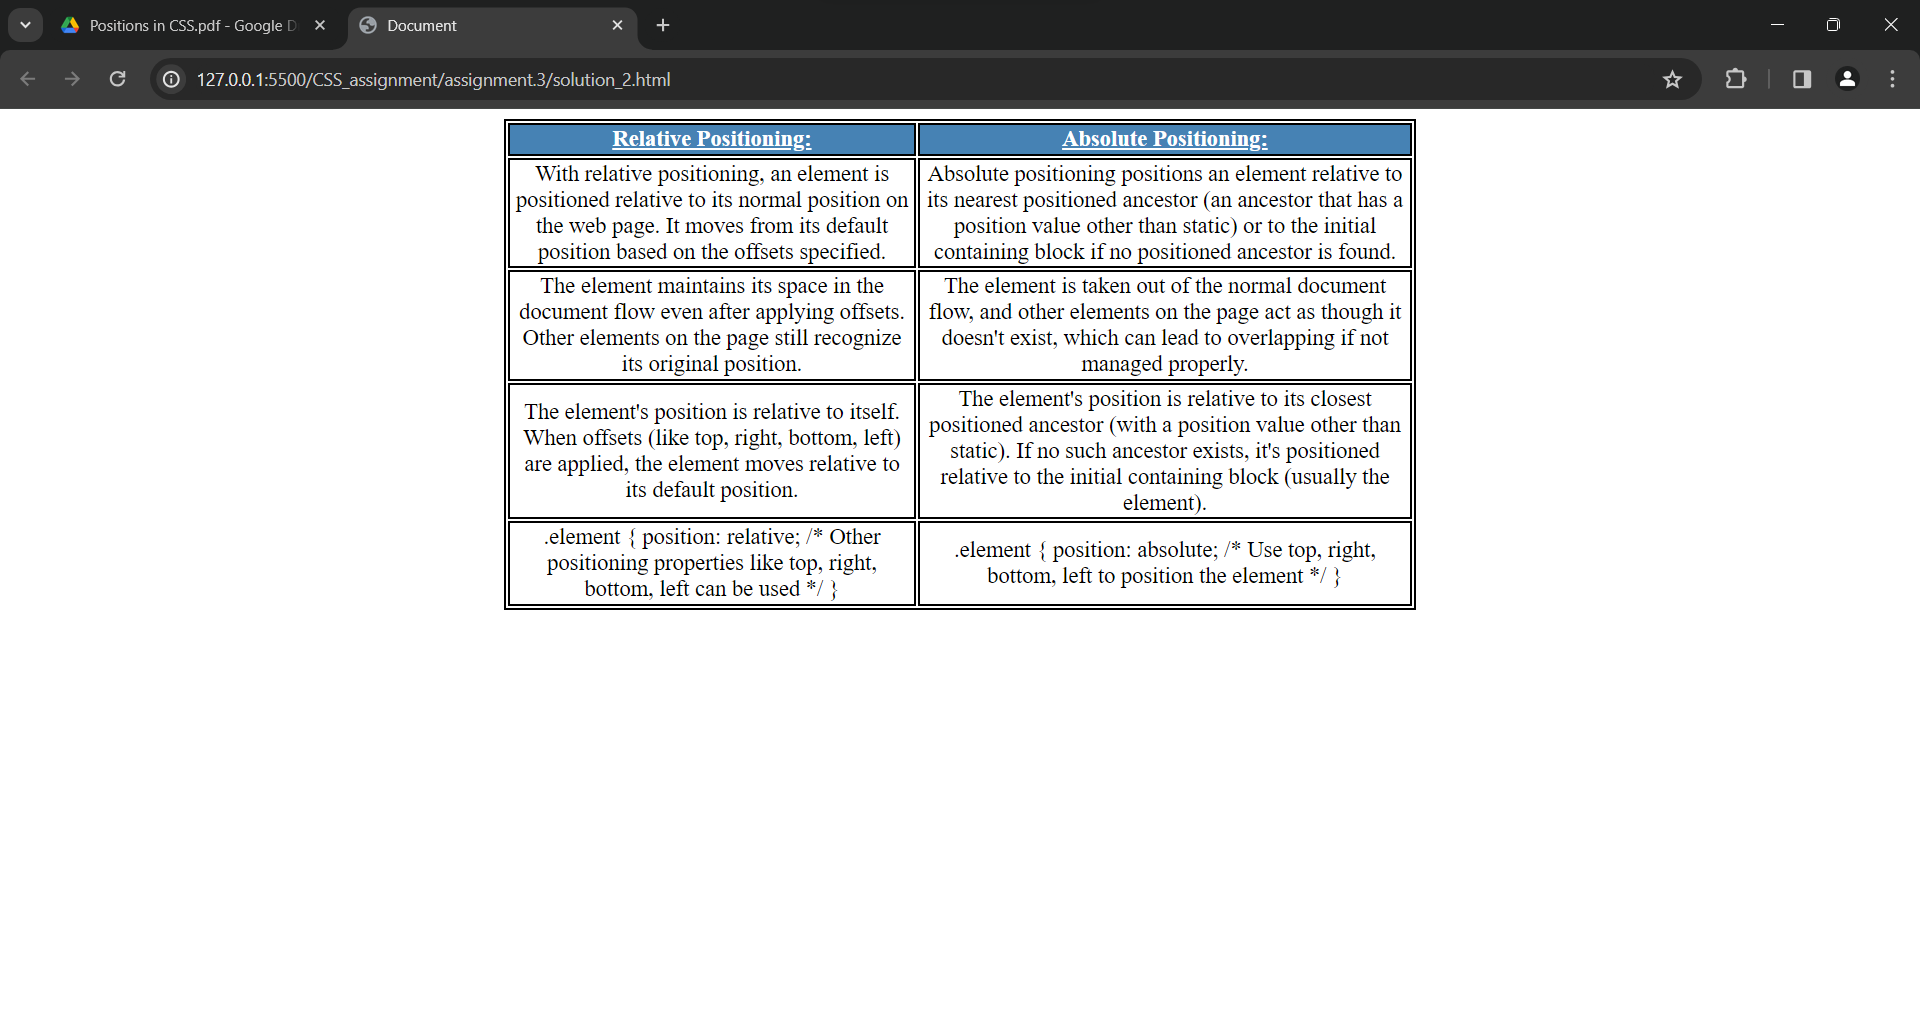 Positions in CSS.pdf - Google D
Document
127.0.0.1:5500/CSS_assignment/assignment.3/solution_2.html
Relative Positioning:
Absolute Positioning:
With relative positioning, an element is
positioned relative to its normal position on
the web page. It moves from its default
position based on the offsets specified.
Absolute positioning positions an element relative to
its nearest positioned ancestor (an ancestor that has a
position value other than static) or to the initial
containing block if no positioned ancestor is found.
The element maintains its space in the
document flow even after applying offsets.
Other elements on the page still recognize
its original position.
The element is taken out of the normal document
flow, and other elements on the page act as though it
doesn't exist, which can lead to overlapping if not
managed properly.
The element's position is relative to itself.
When offsets (like top, right, bottom, left)
are applied, the element moves relative to
its default position.
The element's position is relative to its closest
positioned ancestor (with a position value other than
static). If no such ancestor exists, it's positioned
relative to the initial containing block (usually the
element).
.element { position: relative; /* Other
positioning properties like top, right,
bottom, left can be used */ }
.element { position: absolute; /* Use top, right,
bottom, left to position the element */ }